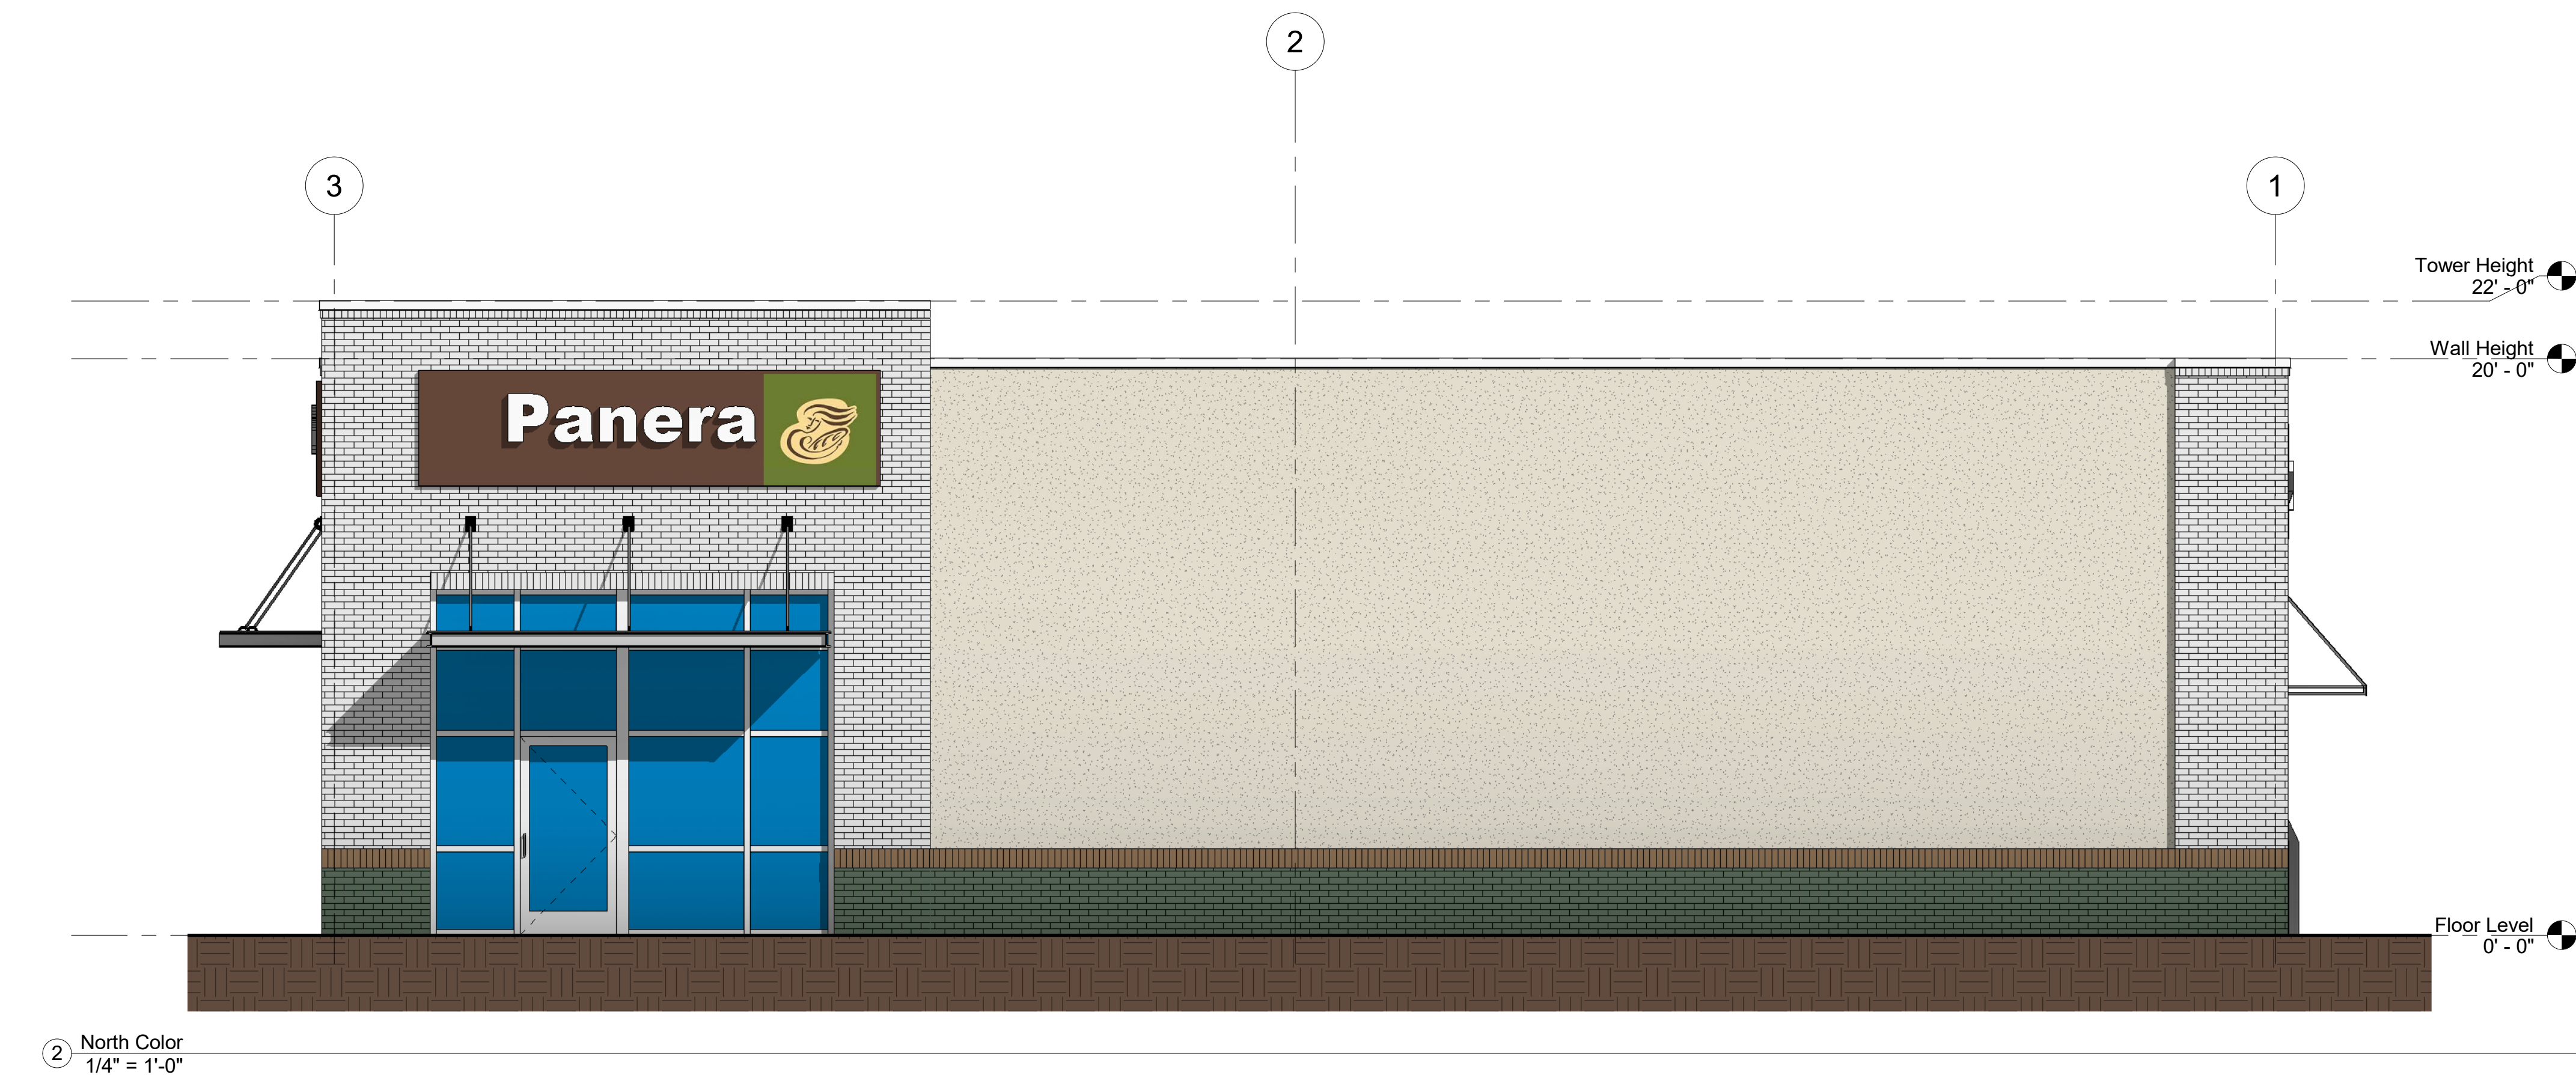 2
3
1
Tower Height
22' - 0"
Wall Height
20' - 0"
Panera
Floor Level
0' - 0"
2
North Color
1/4" = 1'-0"